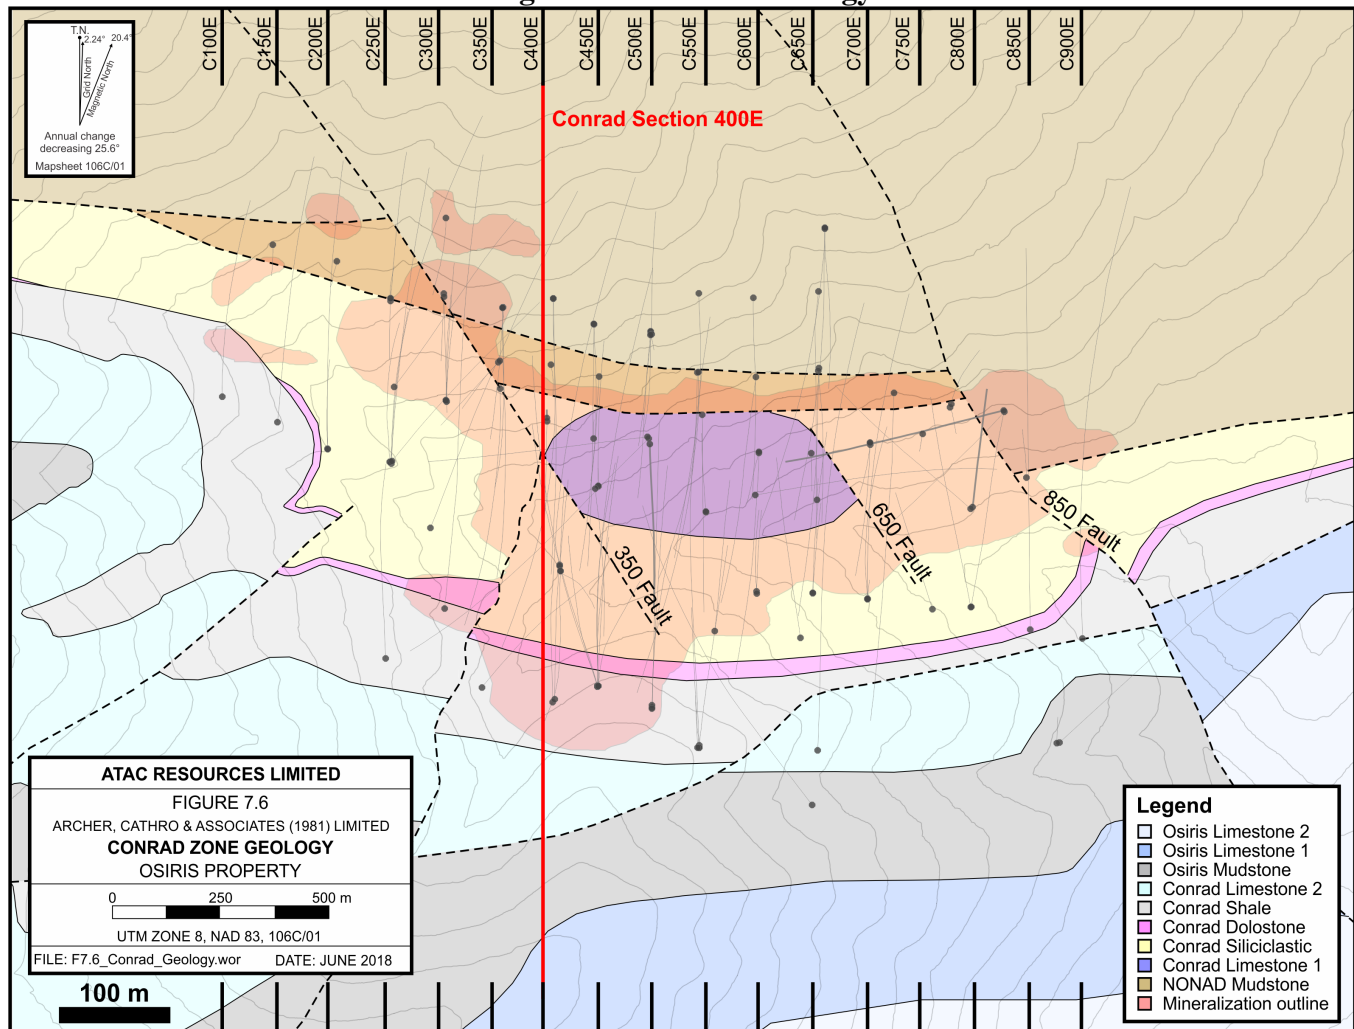 C100E
C150E
C200E
C250E
C300E
C350E
C400E
C450E
C500E
C550E
C600E
C650E
C700E
C750E
C800E
C850E
C900E
T.N.
2.24°
20.4°
Grid North
Magnetic North
Annual change
decreasing 25.6°
Mapsheet 106C/01
Conrad Section 400E
350 Fault
650 Fault
850 Fault
ATAC RESOURCES LIMITED
FIGURE 7.6
ARCHER, CATHRO & ASSOCIATES (1981) LIMITED
CONRAD ZONE GEOLOGY
OSIRIS PROPERTY
0 250 500 m
UTM ZONE 8, NAD 83, 106C/01
FILE: F7.6_Conrad_Geology.wor DATE: JUNE 2018
100 m
Legend
Osiris Limestone 2
Osiris Limestone 1
Osiris Mudstone
Conrad Limestone 2
Conrad Shale
Conrad Dolostone
Conrad Siliciclastic
Conrad Limestone 1
NONAD Mudstone
Mineralization outline